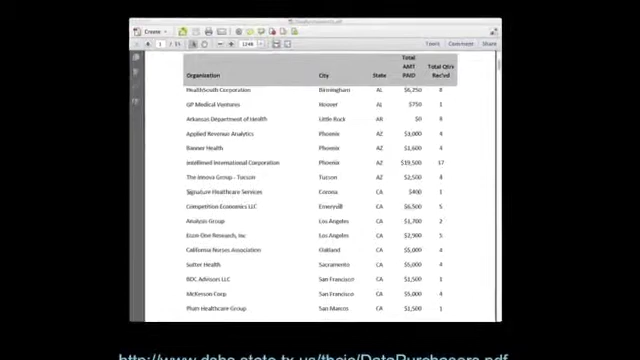 Create
1 / 15
124%
Tools Comment Share
Total AMT PAID Total Qtrs Rec'vd
Organization City State
HealthSouth Corporation Birmingham AL $6,250 8
GP Medical Ventures Hoover AL $750 1
Arkansas Department of Health Little Rock AR $0 8
Applied Revenue Analytics Phoenix AZ $3,000 4
Banner Health Phoenix AZ $1,600 4
Intellimed International Corporation Phoenix AZ $19,500 17
The Innova Group - Tucson Tucson AZ $2,500 4
Signature Healthcare Services Corona CA $400 1
Competition Economics LLC Emeryvill CA $6,500 5
Analysis Group Los Angeles CA $1,700 2
Econ One Research, Inc Los Angeles CA $2,900 5
California Nurses Association Oakland CA $5,000 4
Sutter Health Sacramento CA $5,000 4
BDC Advisors LLC San Francisco CA $1,500 1
McKesson Corp San Francisco CA $5,000 4
Plum Healthcare Group San Marcos CA $1,500 1
http://www.dshs.state.tx.us/thcic/DataPurchasers.pdf